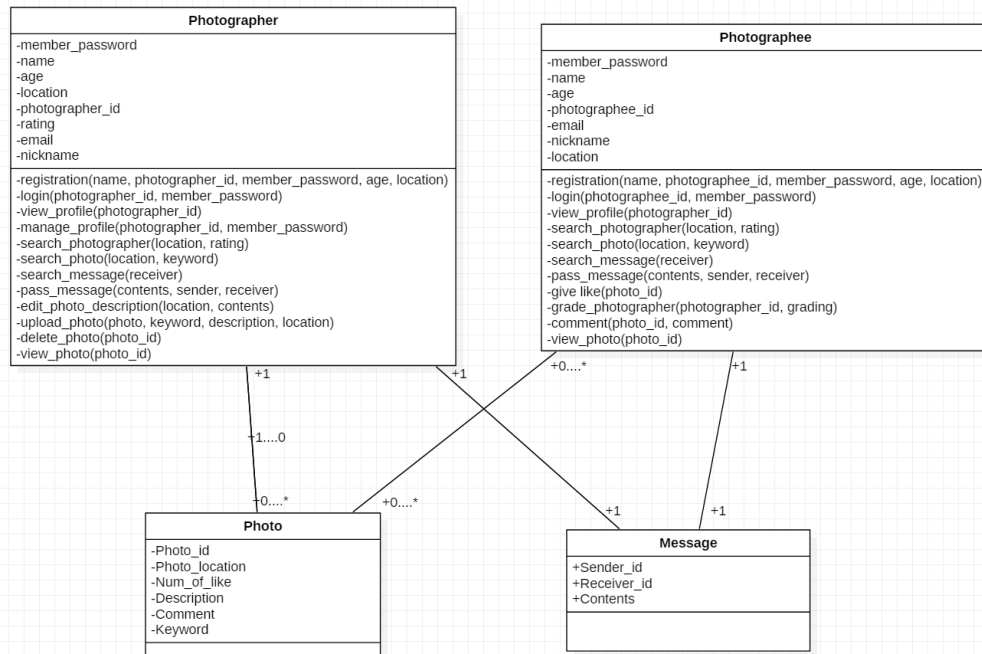 Photographer
-member_password
-name
-age
-location
-photographer_id
-rating
-email
-nickname
-registration(name, photographer_id, member_password, age, location)
-login(photographer_id, member_password)
-view_profile(photographer_id)
-manage_profile(photographer_id, member_password)
-search_photographer(location, rating)
-search_photo(location, keyword)
-search_message(receiver)
-pass_message(contents, sender, receiver)
-edit_photo_description(location, contents)
-upload_photo(photo, keyword, description, location)
-delete_photo(photo_id)
-view_photo(photo_id)
Photographee
-member_password
-name
-age
-photographee_id
-email
-nickname
-location
-registration(name, photographee_id, member_password, age, location)
-login(photographee_id, member_password)
-view_profile(photographer_id)
-search_photographer(location, rating)
-search_photo(location, keyword)
-search_message(receiver)
-pass_message(contents, sender, receiver)
-give like(photo_id)
-grade_photographer(photographer_id, grading)
-comment(photo_id, comment)
-view_photo(photo_id)
+1
+1
+0....*
+1
+1....0
+0....*
+0....*
+1
+1
Photo
-Photo_id
-Photo_location
-Num_of_like
-Description
-Comment
-Keyword
Message
+Sender_id
+Receiver_id
+Contents